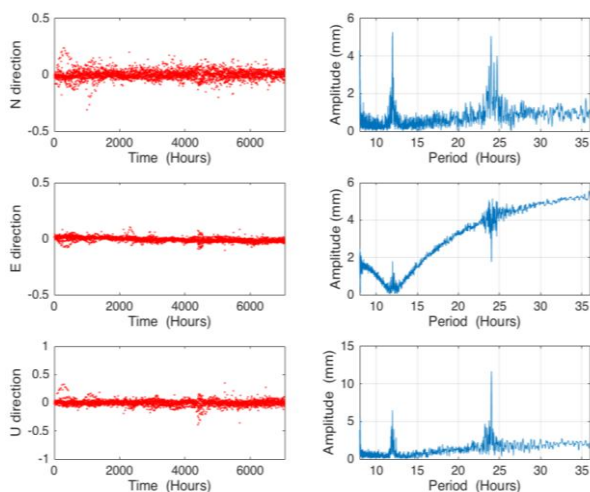 0.5
0
-0.5
N direction
0 2000 4000 6000
Time (Hours)
6
4
2
0
Amplitude (mm)
10 15 20 25 30 35
Period (Hours)
0.5
0
-0.5
E direction
0 2000 4000 6000
Time (Hours)
6
4
2
0
Amplitude (mm)
10 15 20 25 30 35
Period (Hours)
1
0.5
0
-0.5
-1
U direction
0 2000 4000 6000
Time (Hours)
15
10
5
0
Amplitude (mm)
10 15 20 25 30 35
Period (Hours)